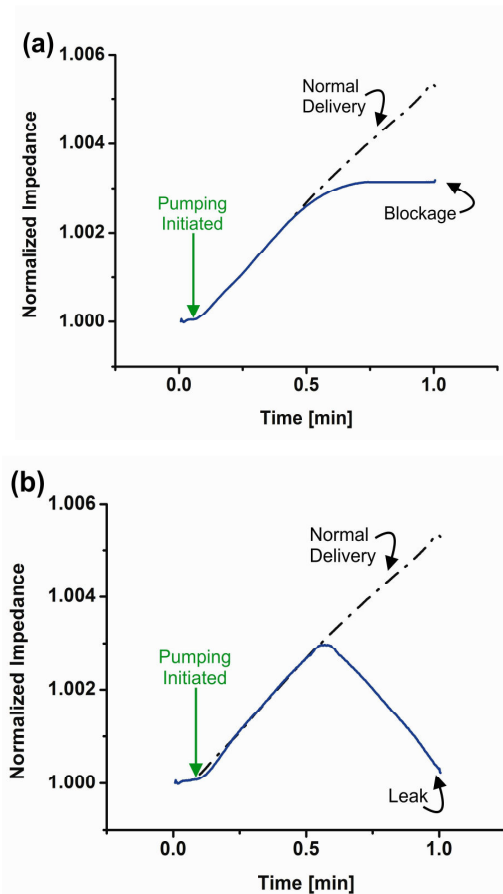 (a)
1.006
1.004
1.002
1.000
Normalized Impedance
Normal
Delivery
Pumping
Initiated
Blockage
0.0
0.5
1.0
Time [min]
(b)
1.006
1.004
1.002
1.000
Normalized Impedance
Normal
Delivery
Pumping
Initiated
Leak
0.0
0.5
1.0
Time [min]